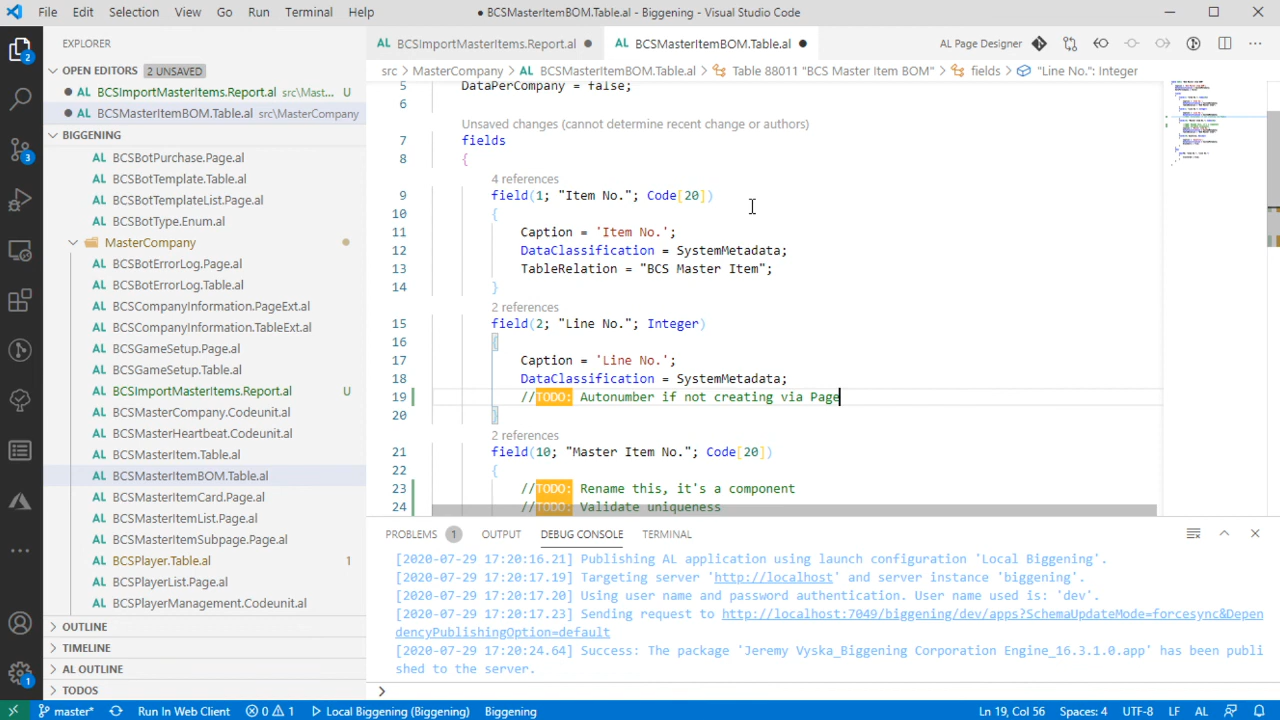 File Edit Selection View Go Run Terminal Help
● BCSMasterItemBOM.Table.al - Biggening - Visual Studio Code
EXPLORER
OPEN EDITORS 2 UNSAVED
● AL BCSImportMasterItems.Report.al src\Mast... U
● AL BCSMasterItemBOM.Table.al src\MasterCompany
BIGGENING
AL BCSBotPurchase.Page.al
AL BCSBotTemplate.Table.al
AL BCSBotTemplateList.Page.al
AL BCSBotType.Enum.al
MasterCompany
AL BCSBotErrorLog.Page.al
AL BCSBotErrorLog.Table.al
AL BCSCompanyInformation.PageExt.al
AL BCSCompanyInformation.TableExt.al
AL BCSGameSetup.Page.al
AL BCSGameSetup.Table.al
AL BCSImportMasterItems.Report.al U
AL BCSMasterCompany.Codeunit.al
AL BCSMasterHeartbeat.Codeunit.al
AL BCSMasterItem.Table.al
AL BCSMasterItemBOM.Table.al
AL BCSMasterItemCard.Page.al
AL BCSMasterItemList.Page.al
AL BCSMasterItemSubpage.Page.al
AL BCSPlayer.Table.al 1
AL BCSPlayerList.Page.al
AL BCSPlayerManagement.Codeunit.al
OUTLINE
TIMELINE
AL OUTLINE
TODOS
2
3
1
AL BCSImportMasterItems.Report.al ● AL BCSMasterItemBOM.Table.al ● AL Page Designer
src > MasterCompany > AL BCSMasterItemBOM.Table.al > Table 88011 "BCS Master Item BOM" > fields > "Line No.": Integer
5 DataPerCompany = false;
6
Unsaved changes (cannot determine recent change or authors)
7 fields
8 {
4 references
9 field(1; "Item No."; Code[20])
10 {
11 Caption = 'Item No.';
12 DataClassification = SystemMetadata;
13 TableRelation = "BCS Master Item";
14 }
2 references
15 field(2; "Line No."; Integer)
16 {
17 Caption = 'Line No.';
18 DataClassification = SystemMetadata;
19 //TODO: Autonumber if not creating via Page
20 }
2 references
21 field(10; "Master Item No."; Code[20])
22 {
23 //TODO: Rename this, it's a component
24 //TODO: Validate uniqueness
PROBLEMS 1 OUTPUT DEBUG CONSOLE TERMINAL
[2020-07-29 17:20:16.21] Publishing AL application using launch configuration 'Local Biggening'.
[2020-07-29 17:20:17.19] Targeting server 'http://localhost' and server instance 'biggening'.
[2020-07-29 17:20:17.20] Using user name and password authentication. User name used is: 'dev'.
[2020-07-29 17:20:17.23] Sending request to http://localhost:7049/biggening/dev/apps?SchemaUpdateMode=forcesync&Depen
dencyPublishingOption=default
[2020-07-29 17:20:24.64] Success: The package 'Jeremy Vyska_Biggening Corporation Engine_16.3.1.0.app' has been publi
shed to the server.
master* Run In Web Client 0 1 Local Biggening (Biggening) Biggening Ln 19, Col 56 Spaces: 4 UTF-8 LF AL